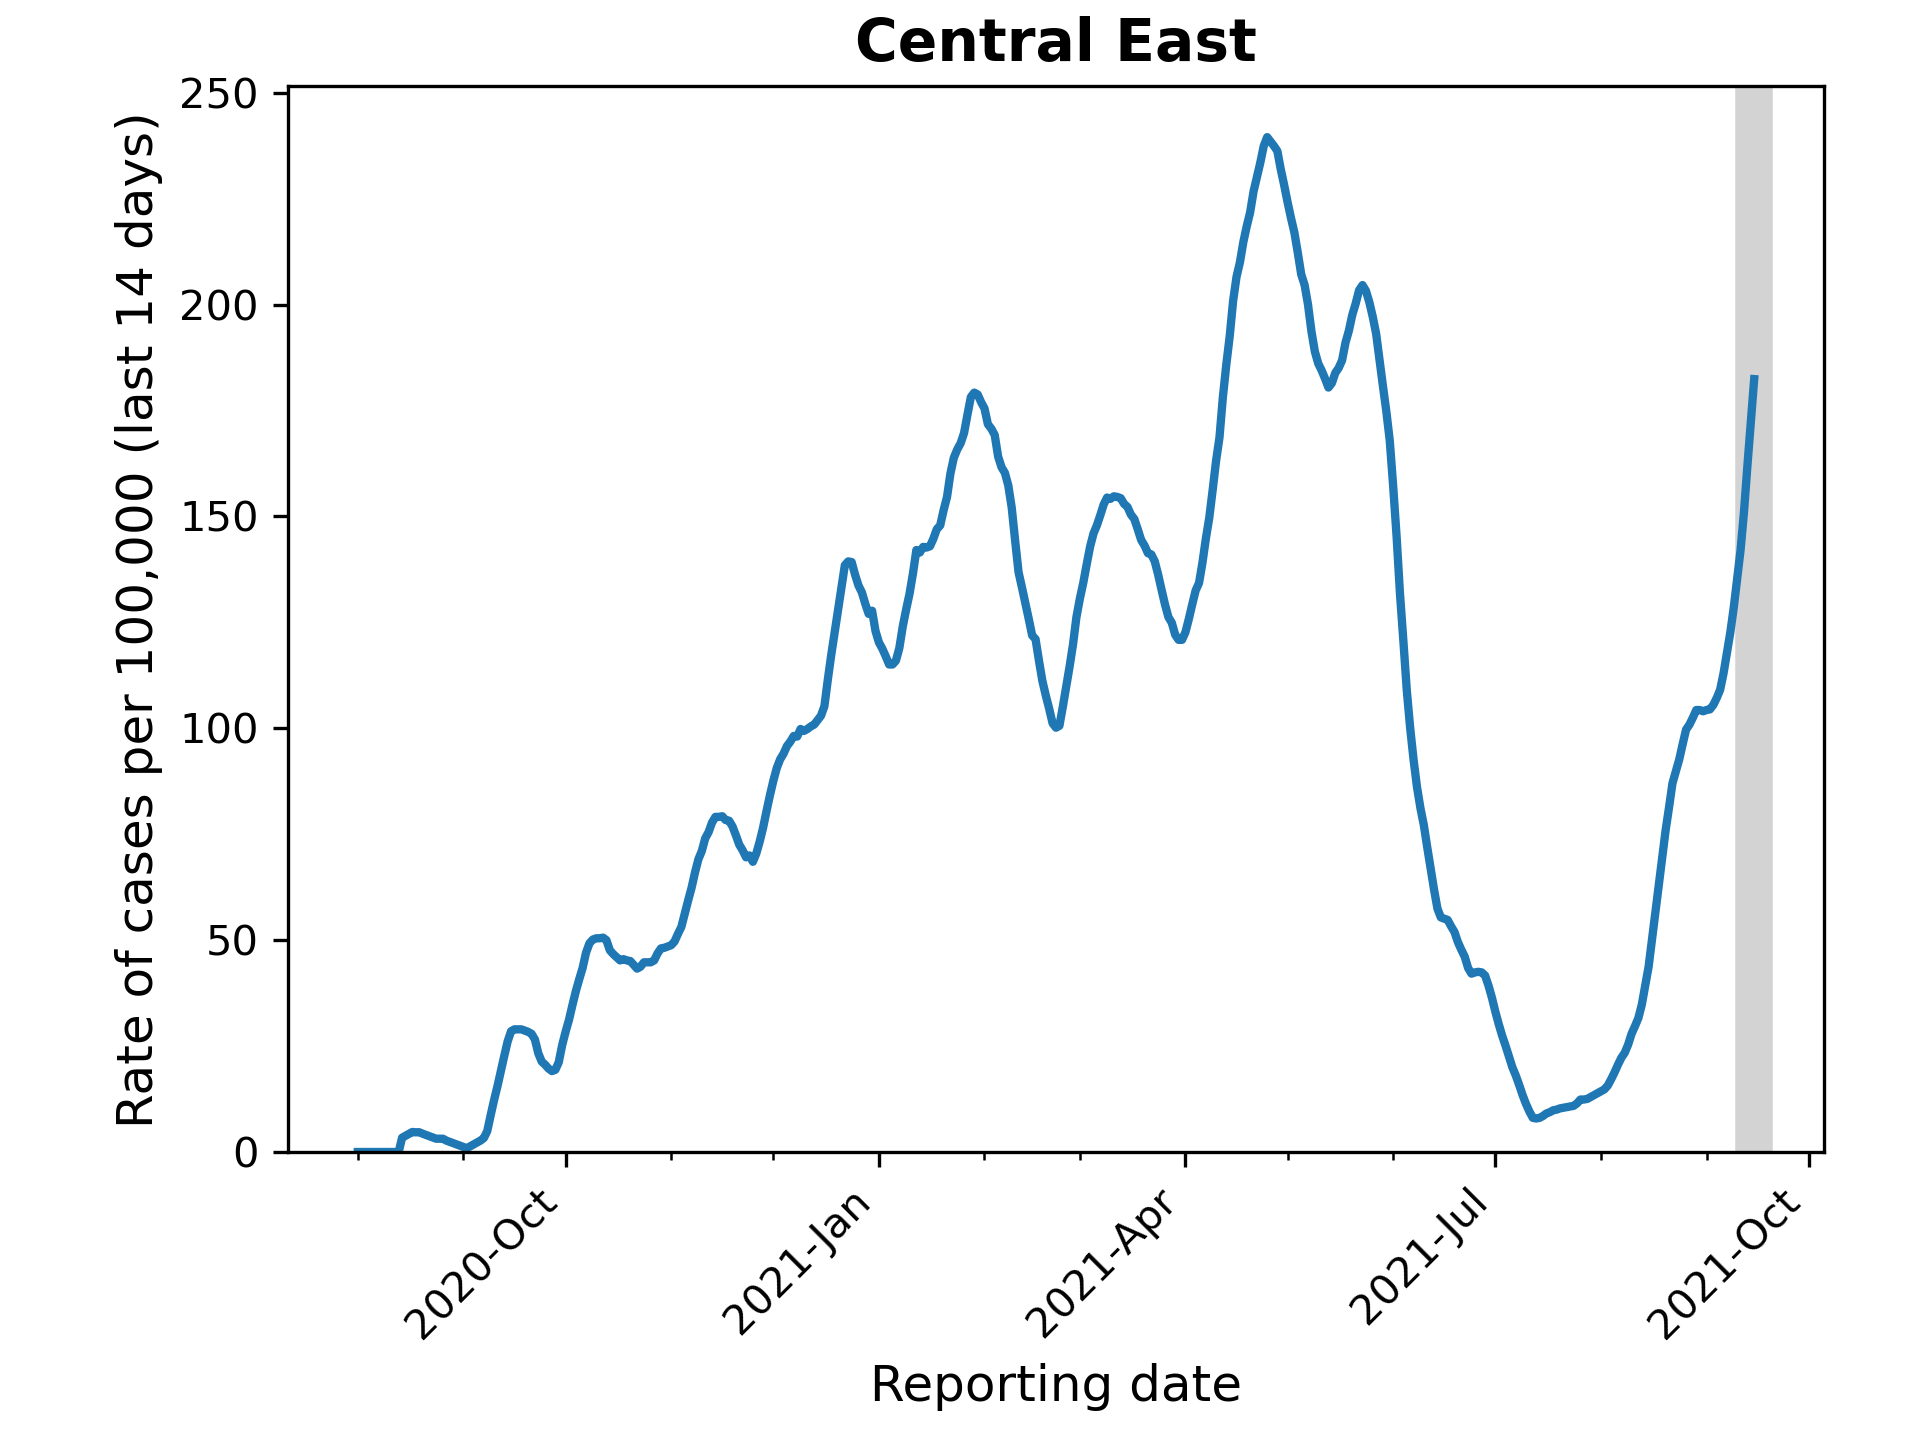 Central East
Rate of cases per 100,000 (last 14 days)
250
200
150
100
50
0
2020-Oct
2021-Jan
2021-Apr
2021-Jul
2021-Oct
Reporting date